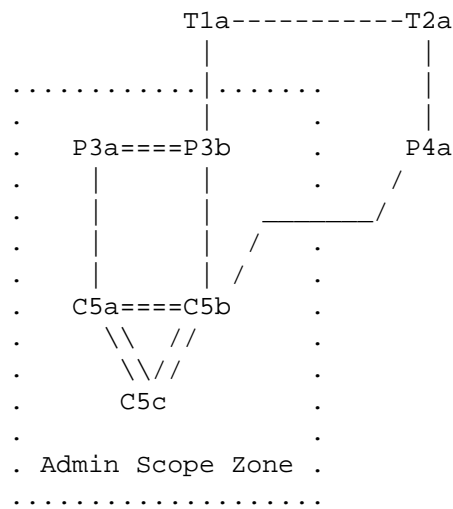 T1a-----------T2a
P3a====P3b P4a
C5a====C5b
C5c
Admin Scope Zone